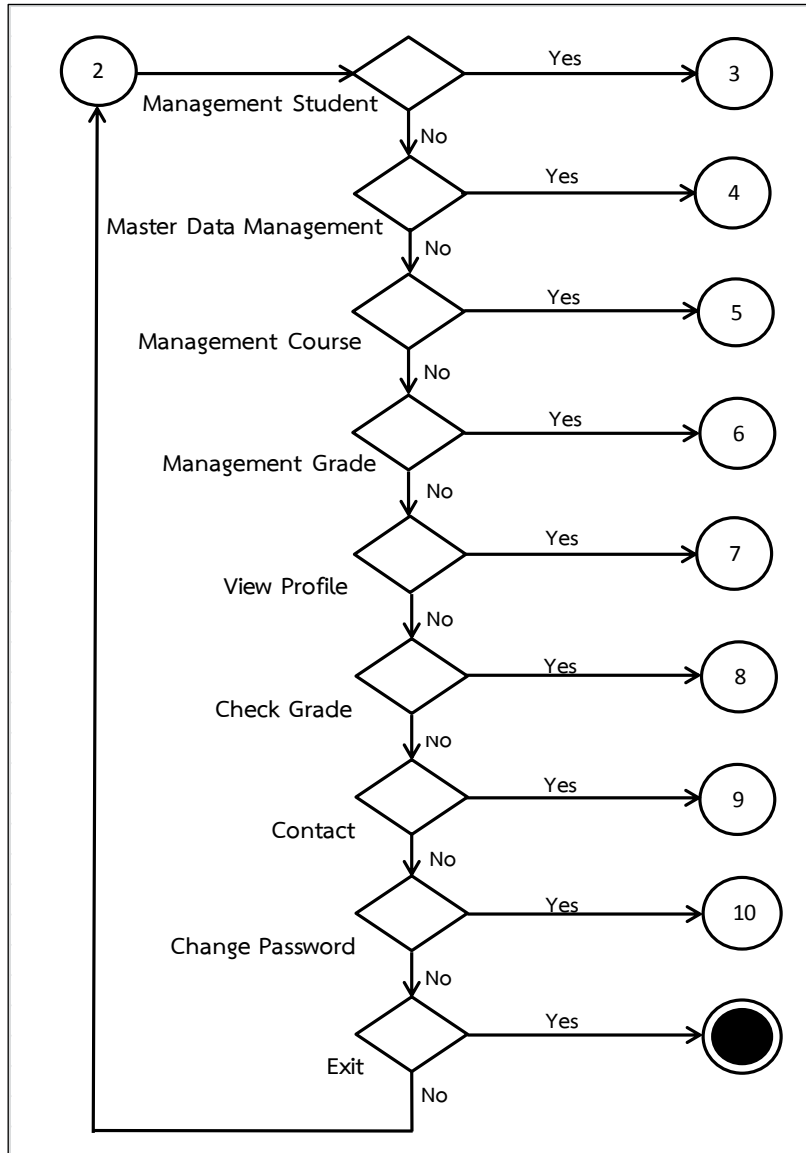 2
Yes
3
Management Student
No
Yes
4
Master Data Management
No
Yes
5
Management Course
No
Yes
6
Management Grade
No
Yes
7
View Profile
No
Yes
8
Check Grade
No
Yes
9
Contact
No
Yes
10
Change Password
No
Yes
Exit
No